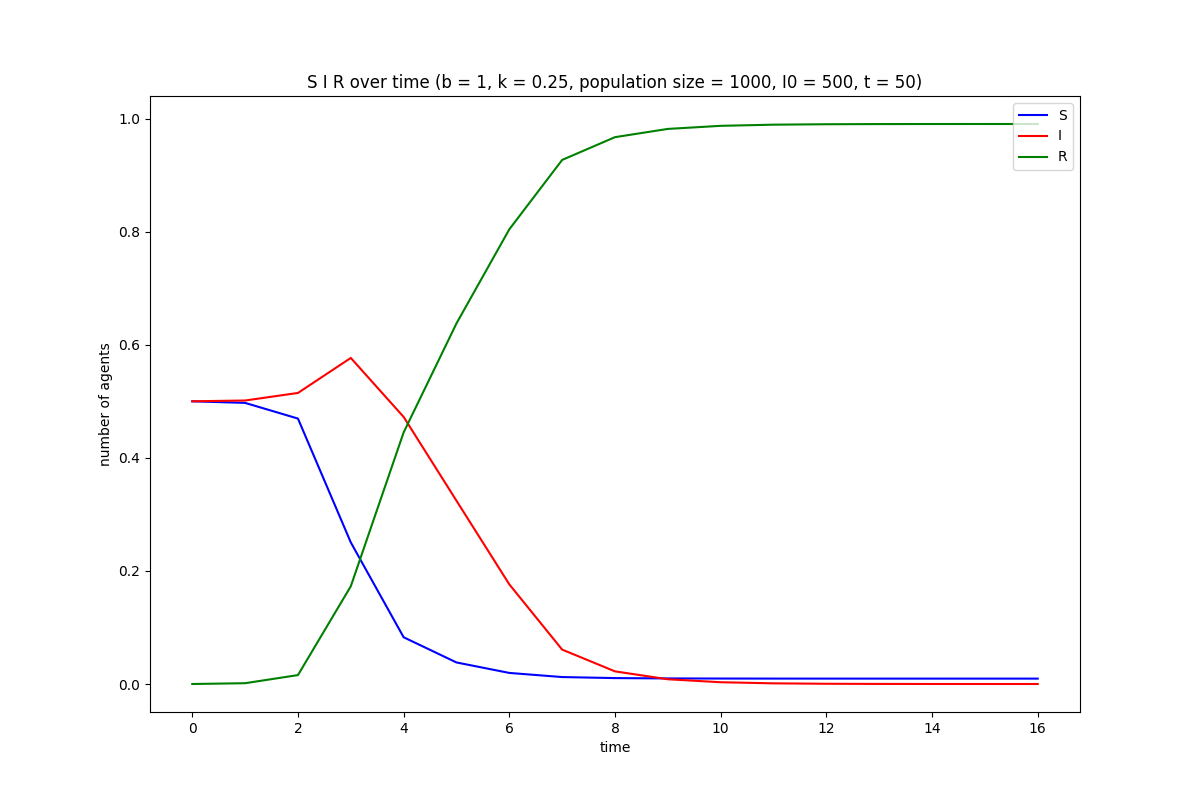 S I R over time (b = 1, k = 0.25, population size = 1000, I0 = 500, t = 50)
S
I
R
1.0
0.8
0.6
0.4
0.2
0.0
number of agents
0 2 4 6 8 10 12 14 16
time